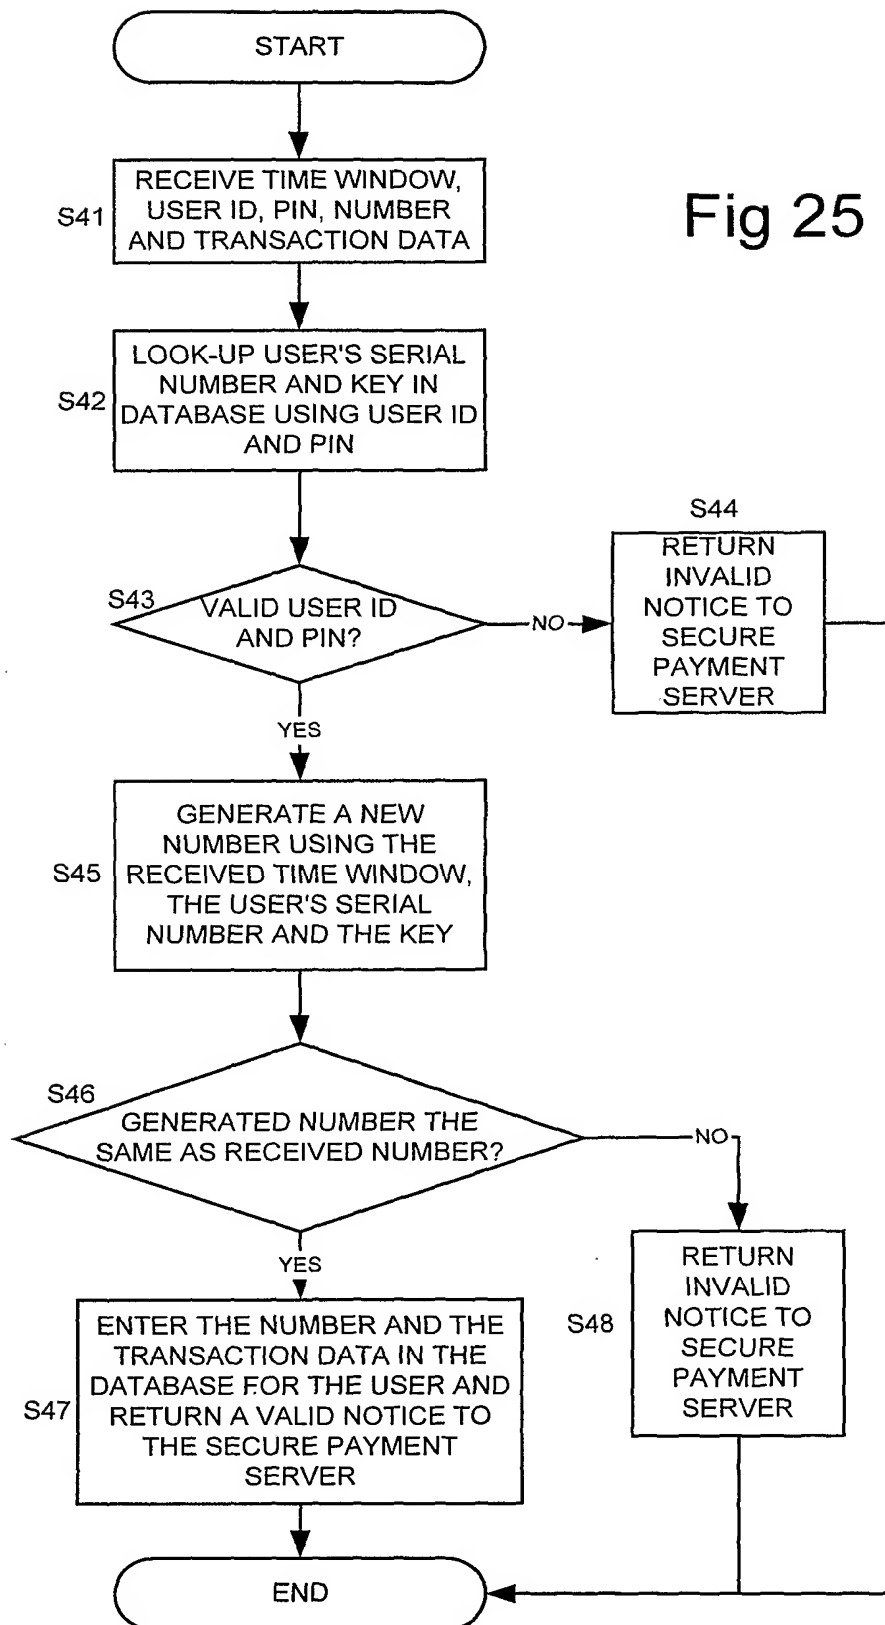 START
Fig 25
S41
RECEIVE TIME WINDOW,
USER ID, PIN, NUMBER
AND TRANSACTION DATA
S42
LOOK-UP USER'S SERIAL
NUMBER AND KEY IN
DATABASE USING USER ID
AND PIN
S43
VALID USER ID
AND PIN?
NO
S44
RETURN
INVALID
NOTICE TO
SECURE
PAYMENT
SERVER
YES
S45
GENERATE A NEW
NUMBER USING THE
RECEIVED TIME WINDOW,
THE USER'S SERIAL
NUMBER AND THE KEY
S46
GENERATED NUMBER THE
SAME AS RECEIVED NUMBER?
NO
YES
S47
ENTER THE NUMBER AND THE
TRANSACTION DATA IN THE
DATABASE FOR THE USER AND
RETURN A VALID NOTICE TO
THE SECURE PAYMENT
SERVER
S48
RETURN
INVALID
NOTICE TO
SECURE
PAYMENT
SERVER
END